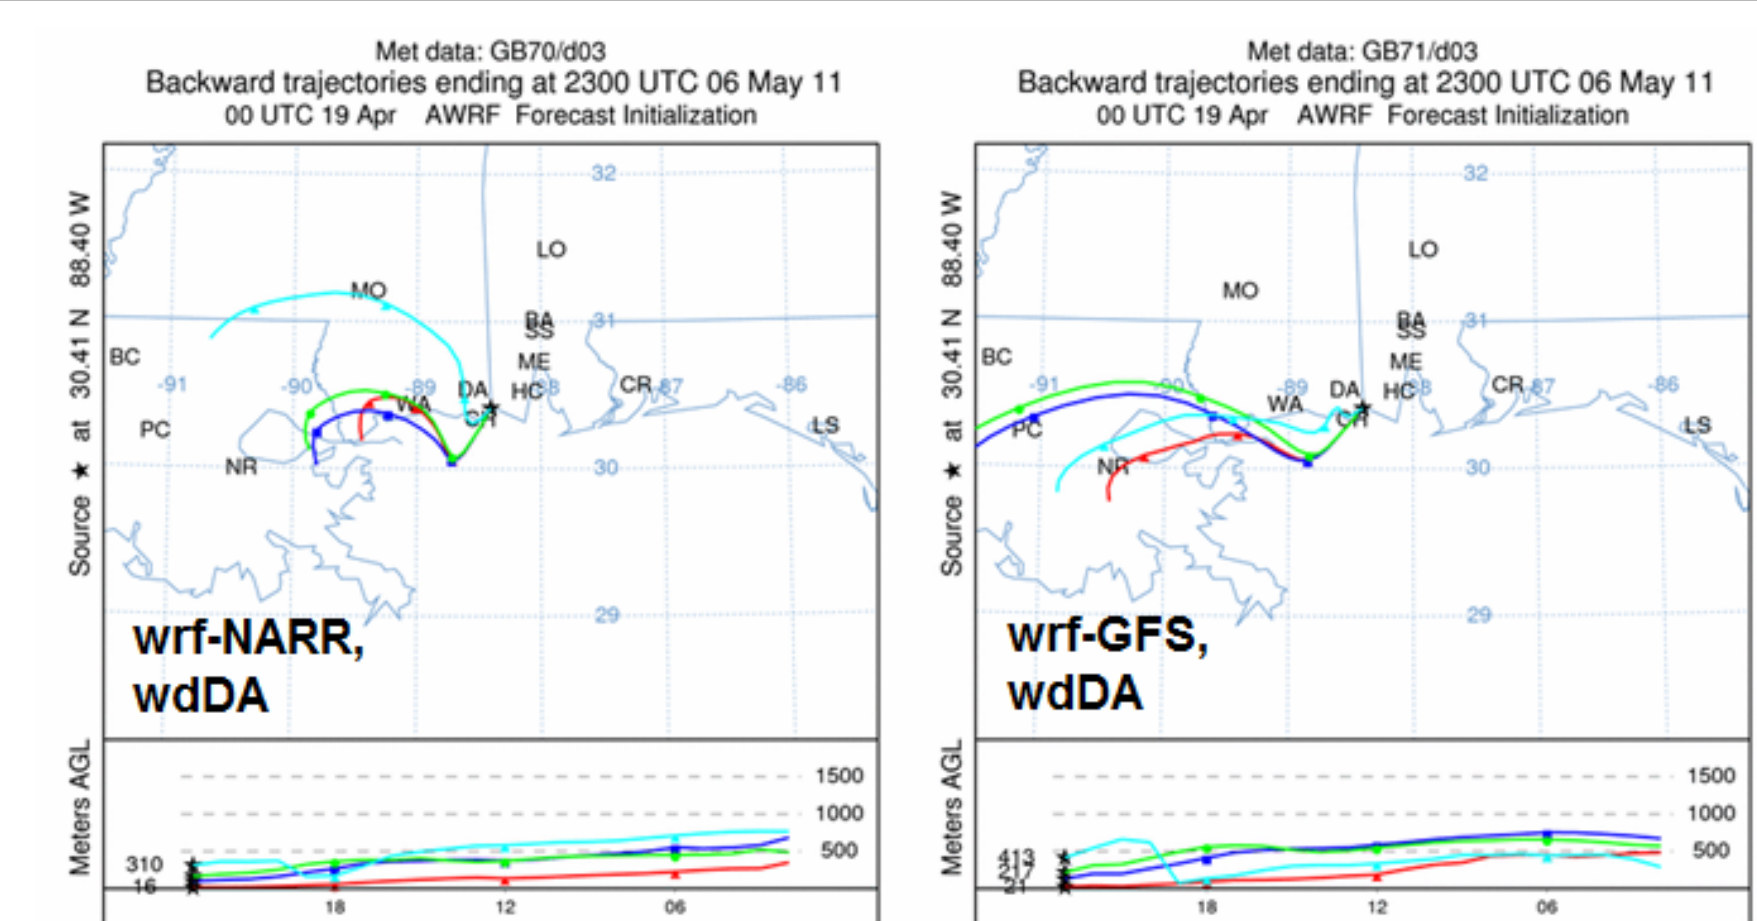 Met data: GB70/d03
Backward trajectories ending at 2300 UTC 06 May 11
00 UTC 19 Apr AWRF Forecast Initialization
Source ★ at 30.41 N 88.40 W
32
LO
MO
BA
SS
31
BC
ME
-91
-90
-89
DA
HC
88
CR
87
-86
WA
CH
PC
LS
NR
30
29
wrf-NARR,
wdDA
Meters AGL
1500
1000
500
310
16
18
12
06
Met data: GB71/d03
Backward trajectories ending at 2300 UTC 06 May 11
00 UTC 19 Apr AWRF Forecast Initialization
Source ★ at 30.41 N 88.40 W
32
LO
MO
BA
SS
31
BC
ME
-91
90
-89
DA
HC
88
CR
87
-86
WA
CH
PC
LS
NR
30
29
wrf-GFS,
wdDA
Meters AGL
1500
1000
500
413
21
18
12
06